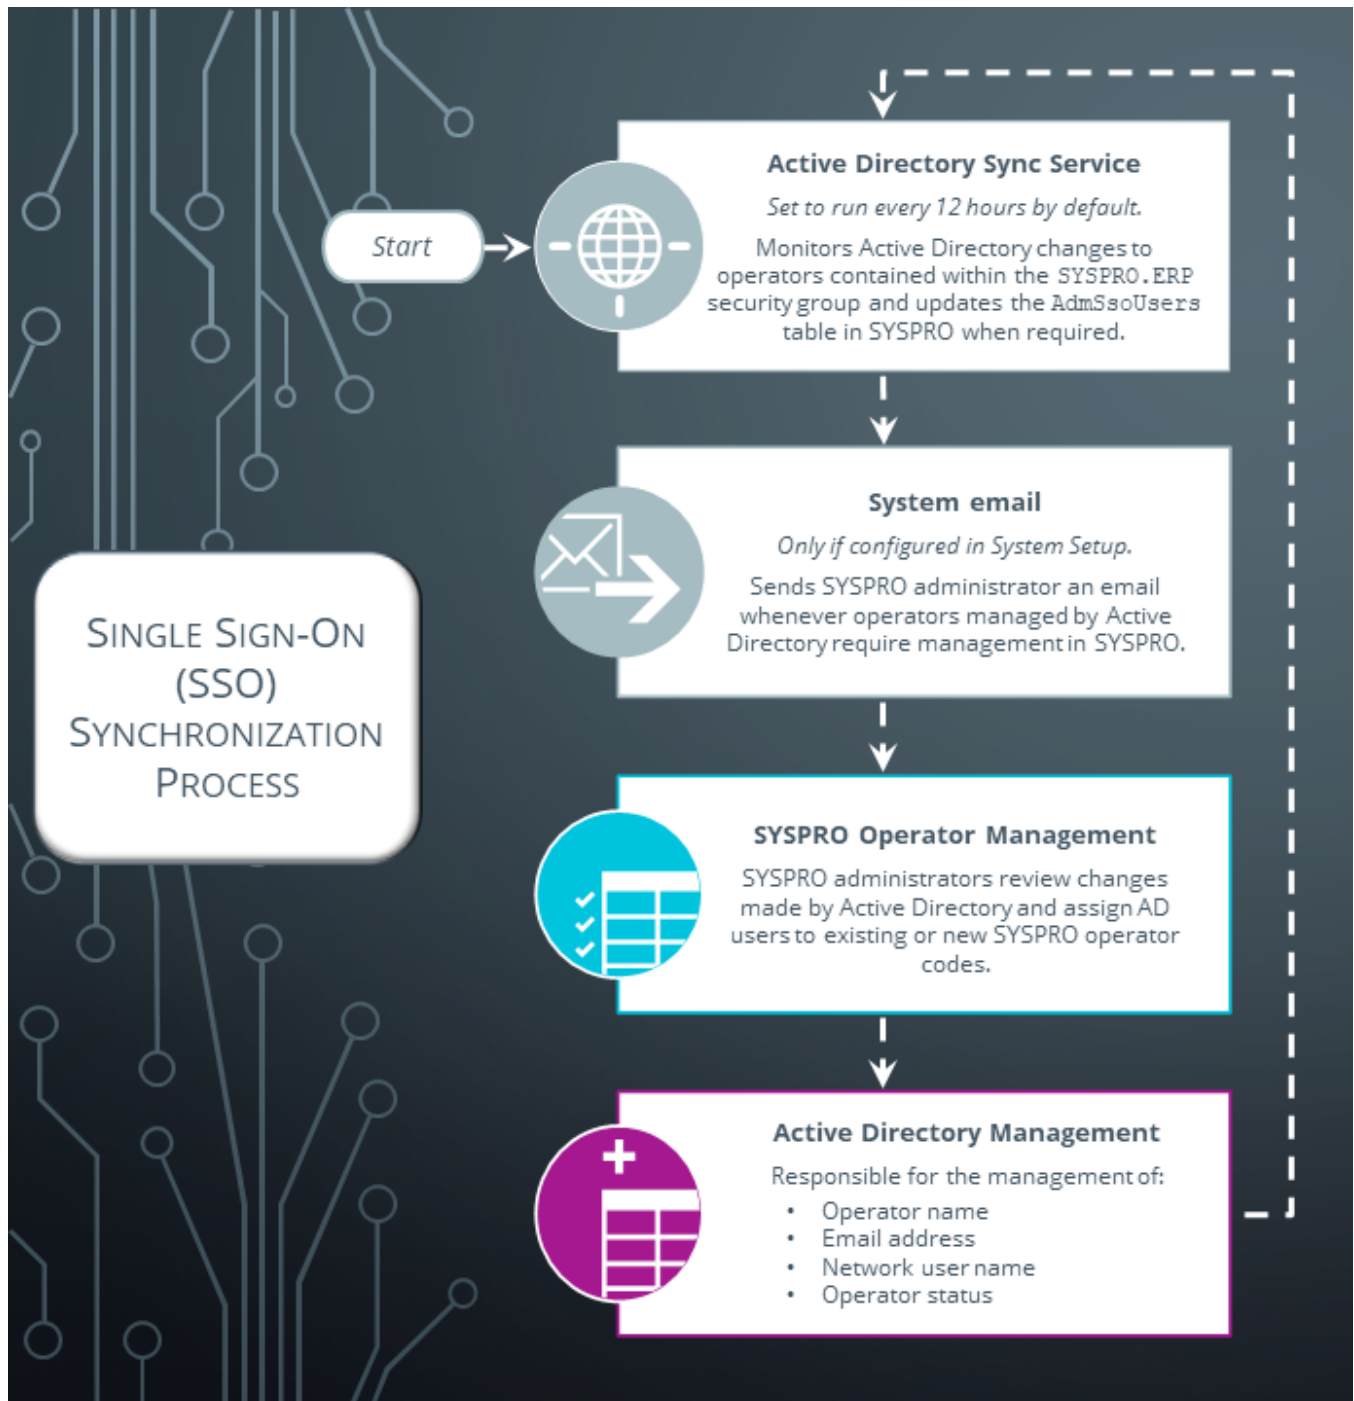 Active Directory Sync Service
Set to run every 12 hours by default.
Start
Monitors Active Directory changes to
operators contained within the SYSPRO.ERP
security group and updates the AdmSsoUsers
table in SYSPRO when required.
System email
Only if configured in System Setup.
Sends SYSPRO administrator an email
whenever operators managed by Active
Directory require management in SYSPRO.
SINGLE SIGN-ON
(SSO)
SYNCHRONIZATION
PROCESS
SYSPRO Operator Management
SYSPRO administrators review changes
made by Active Directory and assign AD
users to existing or new SYSPRO operator
codes.
Active Directory Management
Responsible for the management of:
• Operator name
• Email address
• Network user name
• Operator status